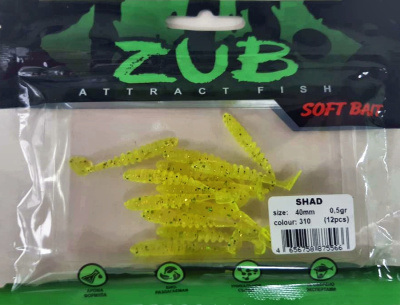 ZUB
ATTRACT FISH
SOFT BAIT
SHAD
size: 40mm 0.5gr
colour: 310 (12pcs)